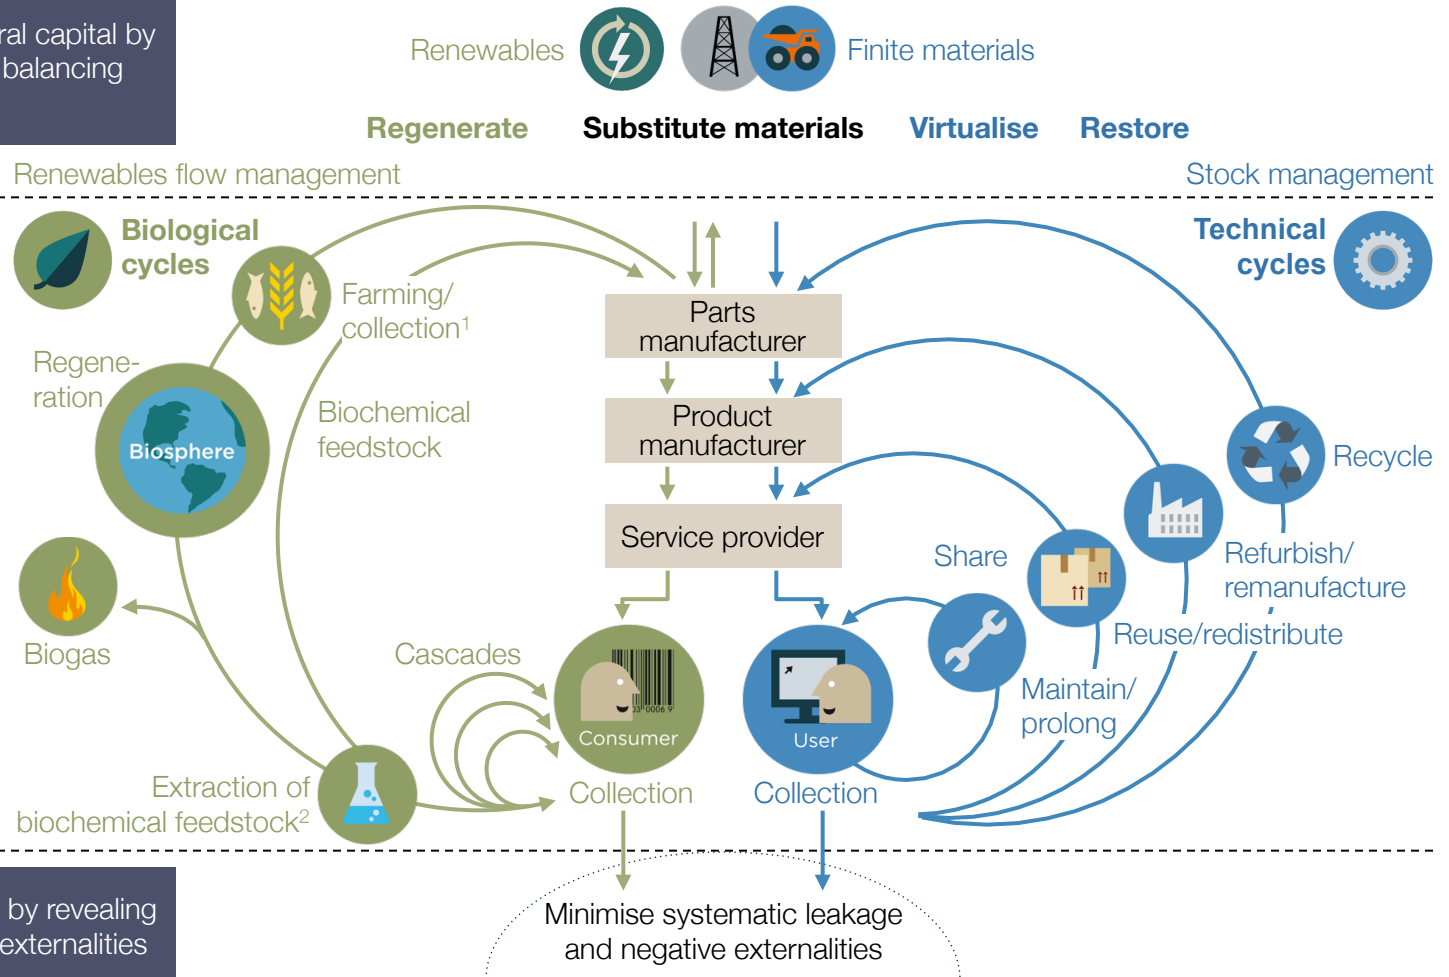 ral capital by
balancing
Renewables
Finite materials
Regenerate
Substitute materials
Virtualise
Restore
Renewables flow management
Stock management
Biological
cycles
Technical
cycles
Farming/
collection1
Parts
manufacturer
Regene-
ration
Biochemical
feedstock
Product
manufacturer
Biosphere
Recycle
Service provider
Share
Refurbish/
remanufacture
Reuse/redistribute
Biogas
Cascades
Maintain/
prolong
03 0006 9
Consumer
User
Extraction of
biochemical feedstock2
Collection
Collection
by revealing
externalities
Minimise systematic leakage
and negative externalities